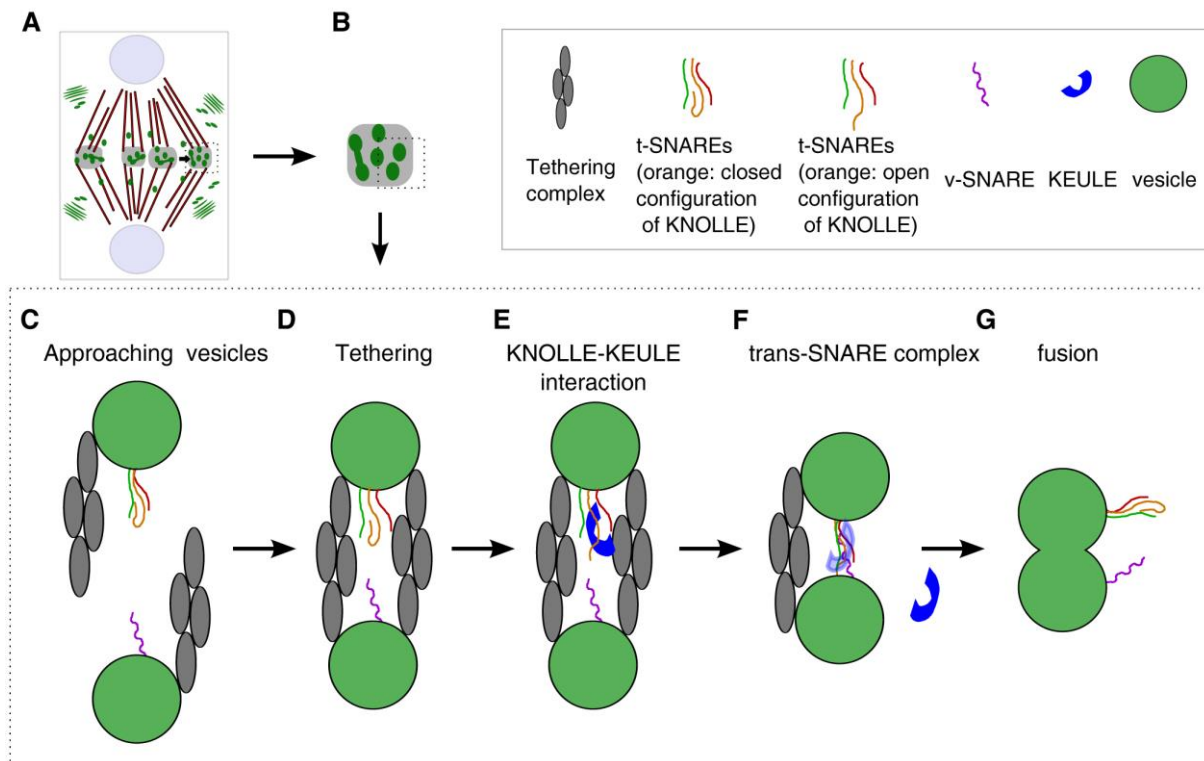 A
B
Tethering
complex
t-SNAREs
(orange: closed
configuration
of KNOLLE)
t-SNAREs
(orange: open
configuration
of KNOLLE)
v-SNARE
KEULE
vesicle
C
Approaching vesicles
D
Tethering
E
KNOLLE-KEULE
interaction
F
trans-SNARE complex
G
fusion